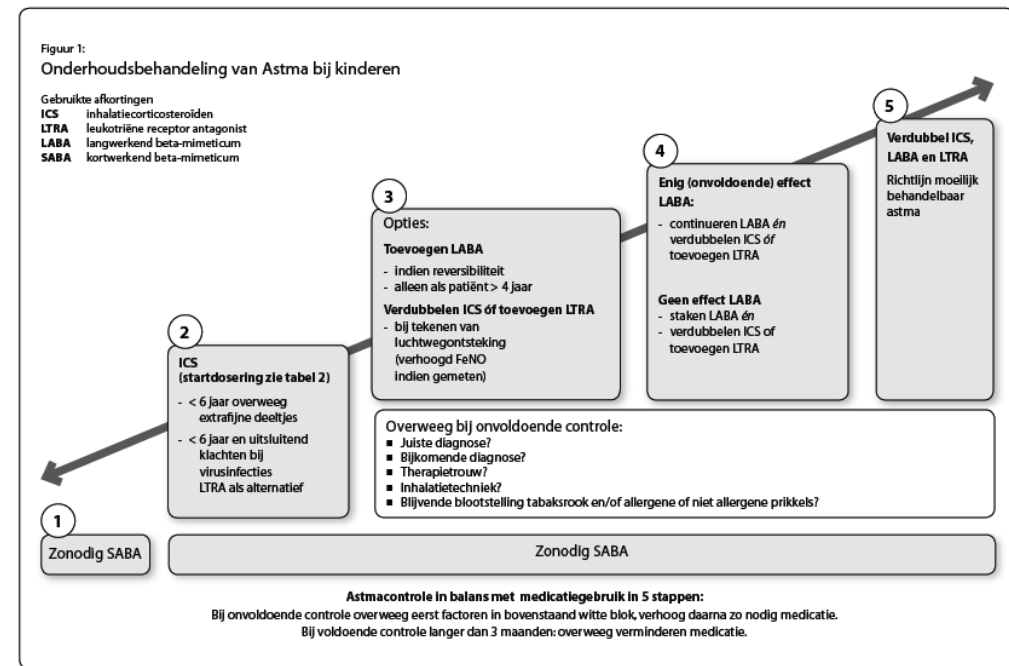 Figuur 1:
Onderhoudsbehandeling van Astma bij kinderen
Gebruikte afkortingen
ICS inhalatiecorticosteroïden
LTRA leukotriëne receptor antagonist
LABA langwerkend beta-mimeticum
SABA kortwerkend beta-mimeticum
1
Zonodig SABA
2
ICS
(startdosering zie tabel 2)
- < 6 jaar overweeg
extrafijne deeltjes
- < 6 jaar en uitsluitend
klachten bij
virusinfecties
LTRA als alternatief
3
Opties:
Toevoegen LABA
- indien reversibiliteit
- alleen als patiënt > 4 jaar
Verdubbelen ICS óf toevoegen LTRA
- bij tekenen van
luchtwegontsteking
(verhoogd FeNO
indien gemeten)
4
Enig (onvoldoende) effect
LABA:
- continueren LABA én
verdubbelen ICS óf
toevoegen LTRA
Geen effect LABA
- staken LABA én
- verdubbelen ICS of
toevoegen LTRA
5
Verdubbel ICS,
LABA en LTRA
Richtlijn moeilijk
behandelbaar
astma
Overweeg bij onvoldoende controle:
■ Juiste diagnose?
■ Bijkomende diagnose?
■ Therapietrouw?
■ Inhalatietechniek?
■ Blijvende blootstelling tabaksrook en/of allergene of niet allergene prikkels?
Zonodig SABA
Astmacontrole in balans met medicatiegebruik in 5 stappen:
Bij onvoldoende controle overweeg eerst factoren in bovenstaand witte blok, verhoog daarna zo nodig medicatie.
Bij voldoende controle langer dan 3 maanden: overweeg verminderen medicatie.